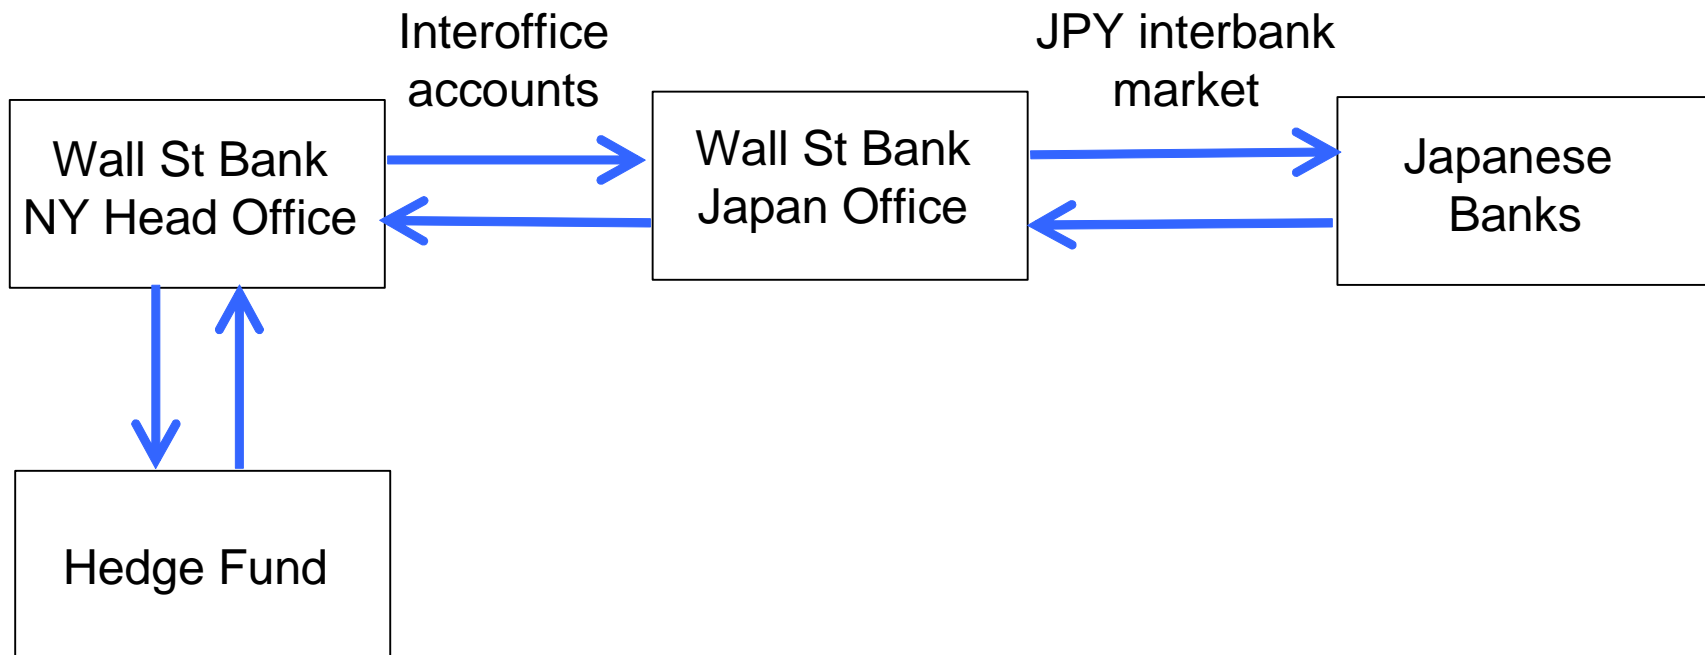 Interoffice
accounts
JPY interbank
market
Wall St Bank
NY Head Office
Wall St Bank
Japan Office
Japanese
Banks
Hedge Fund